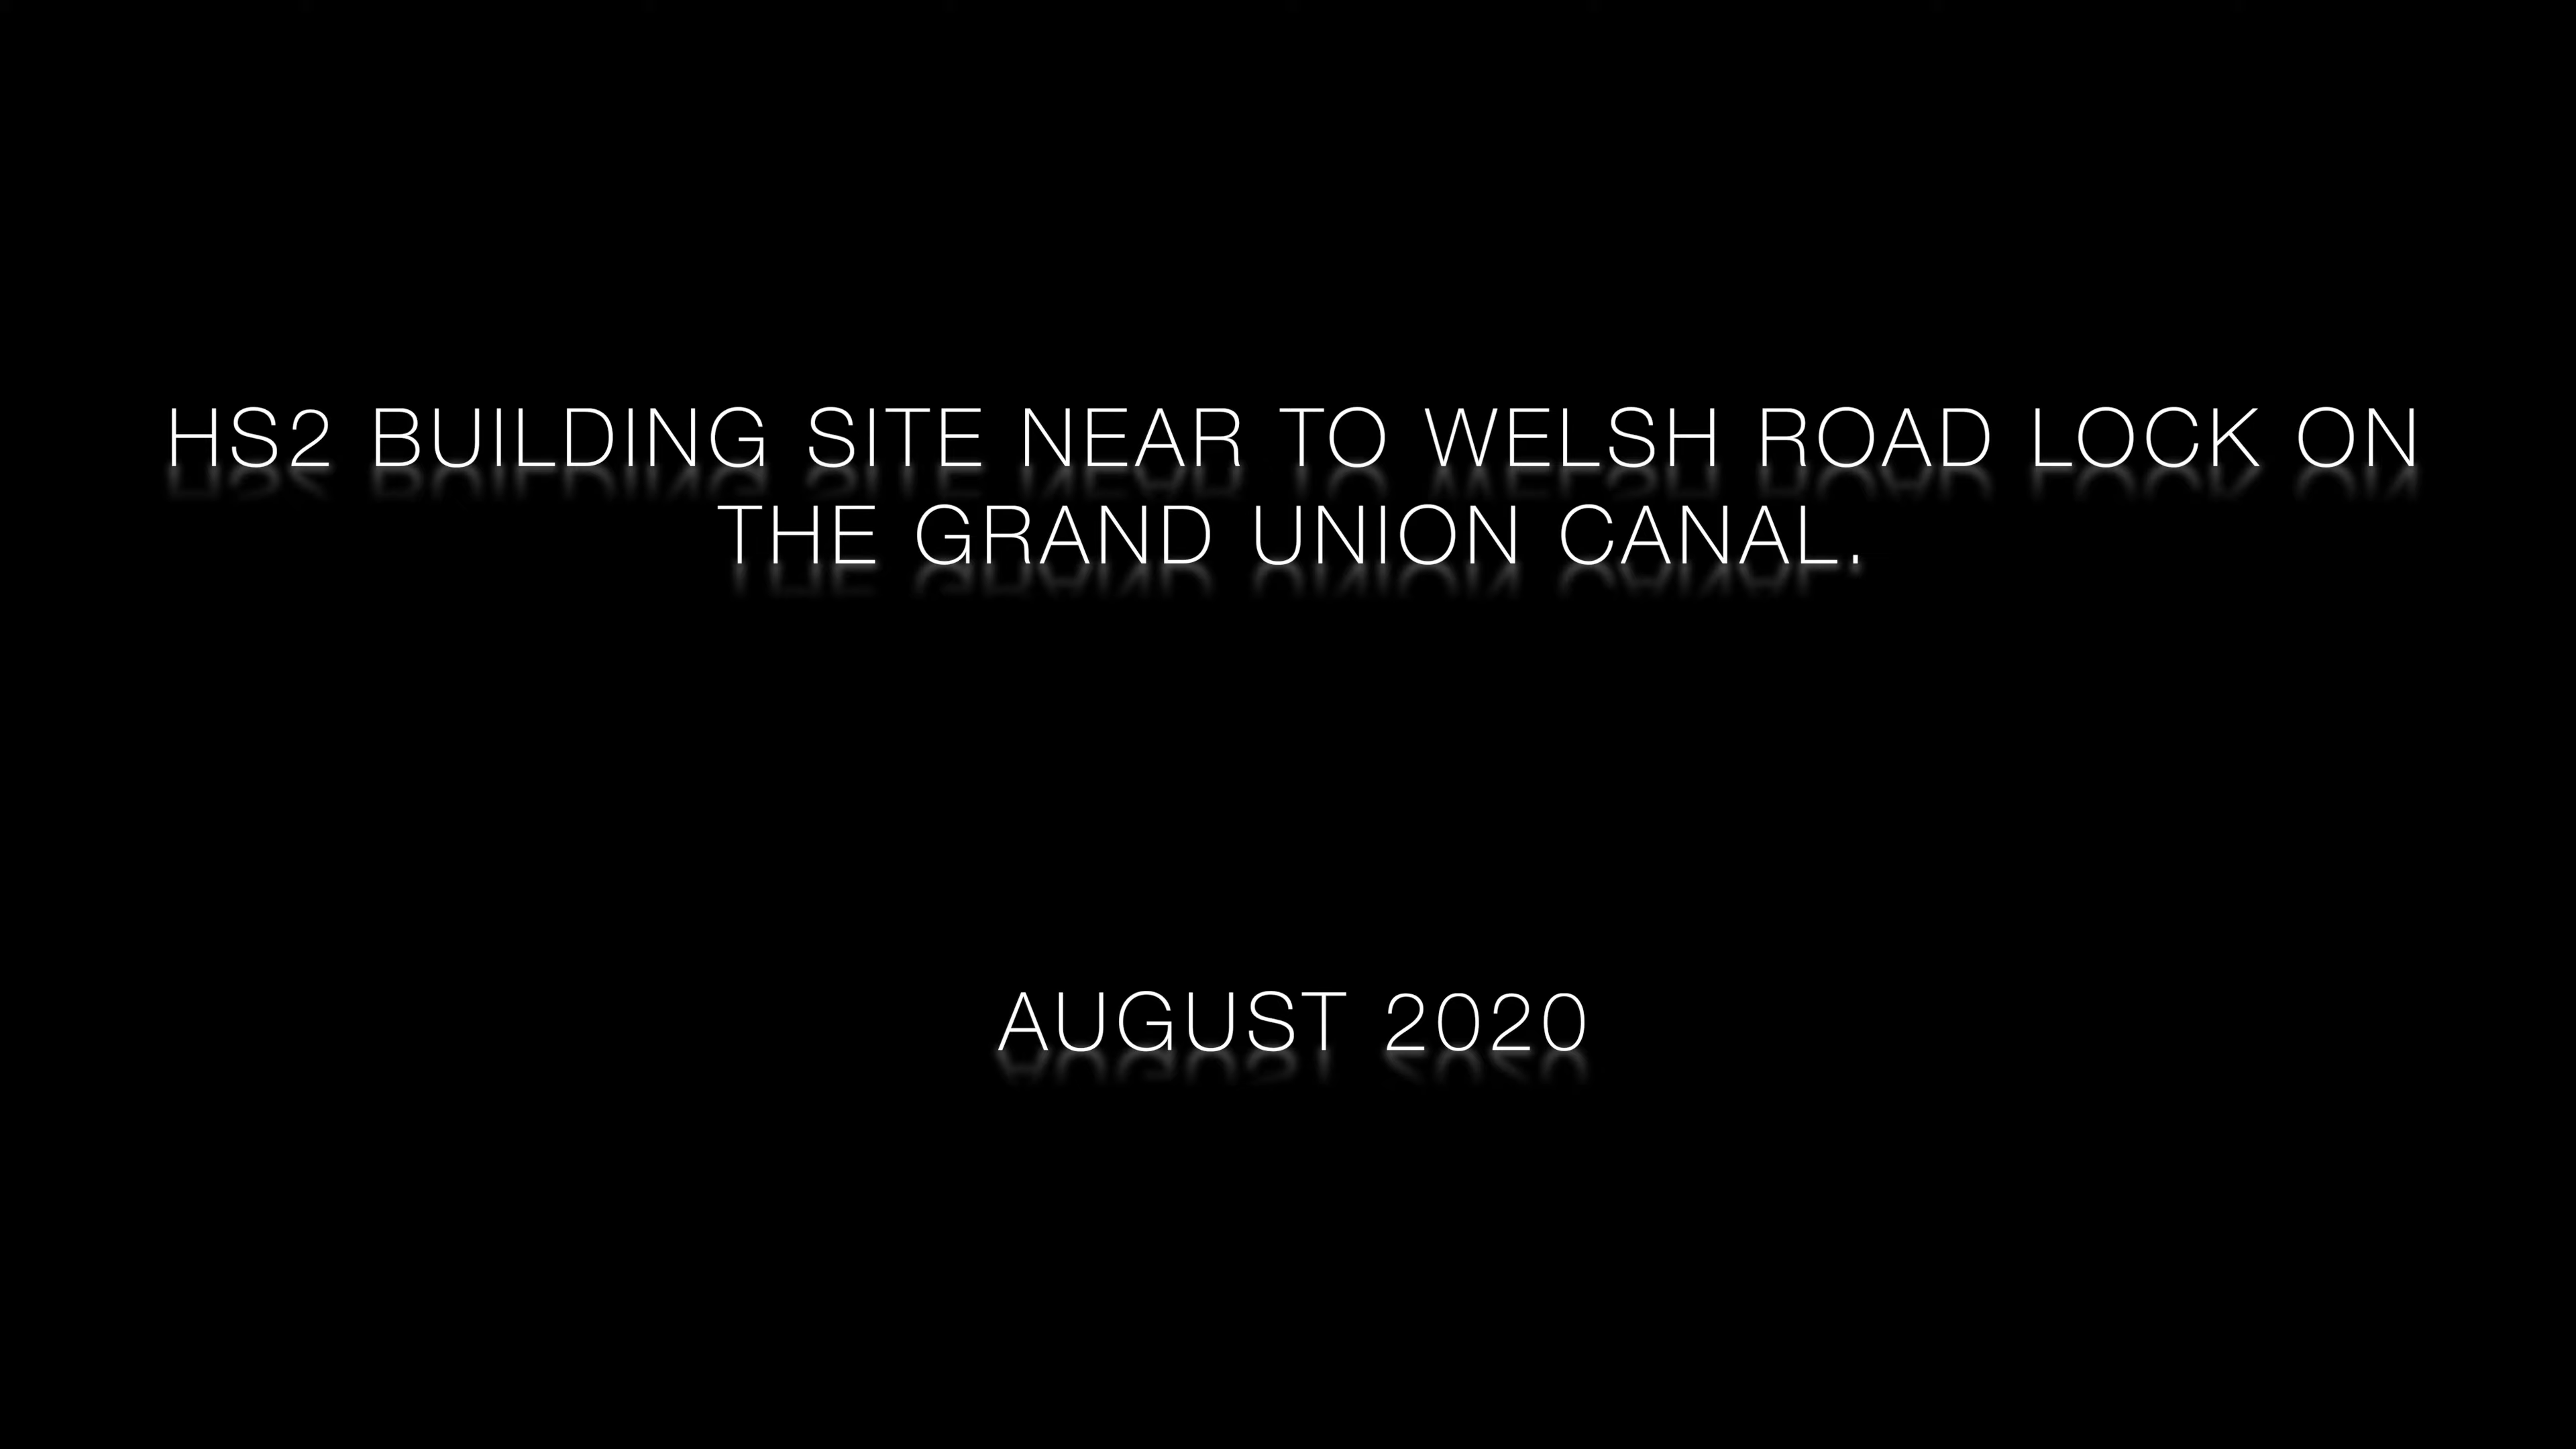 HS2 BUILDING SITE NEAR TO WELSH ROAD LOCK ON
THE GRAND UNION CANAL.
AUGUST 2020